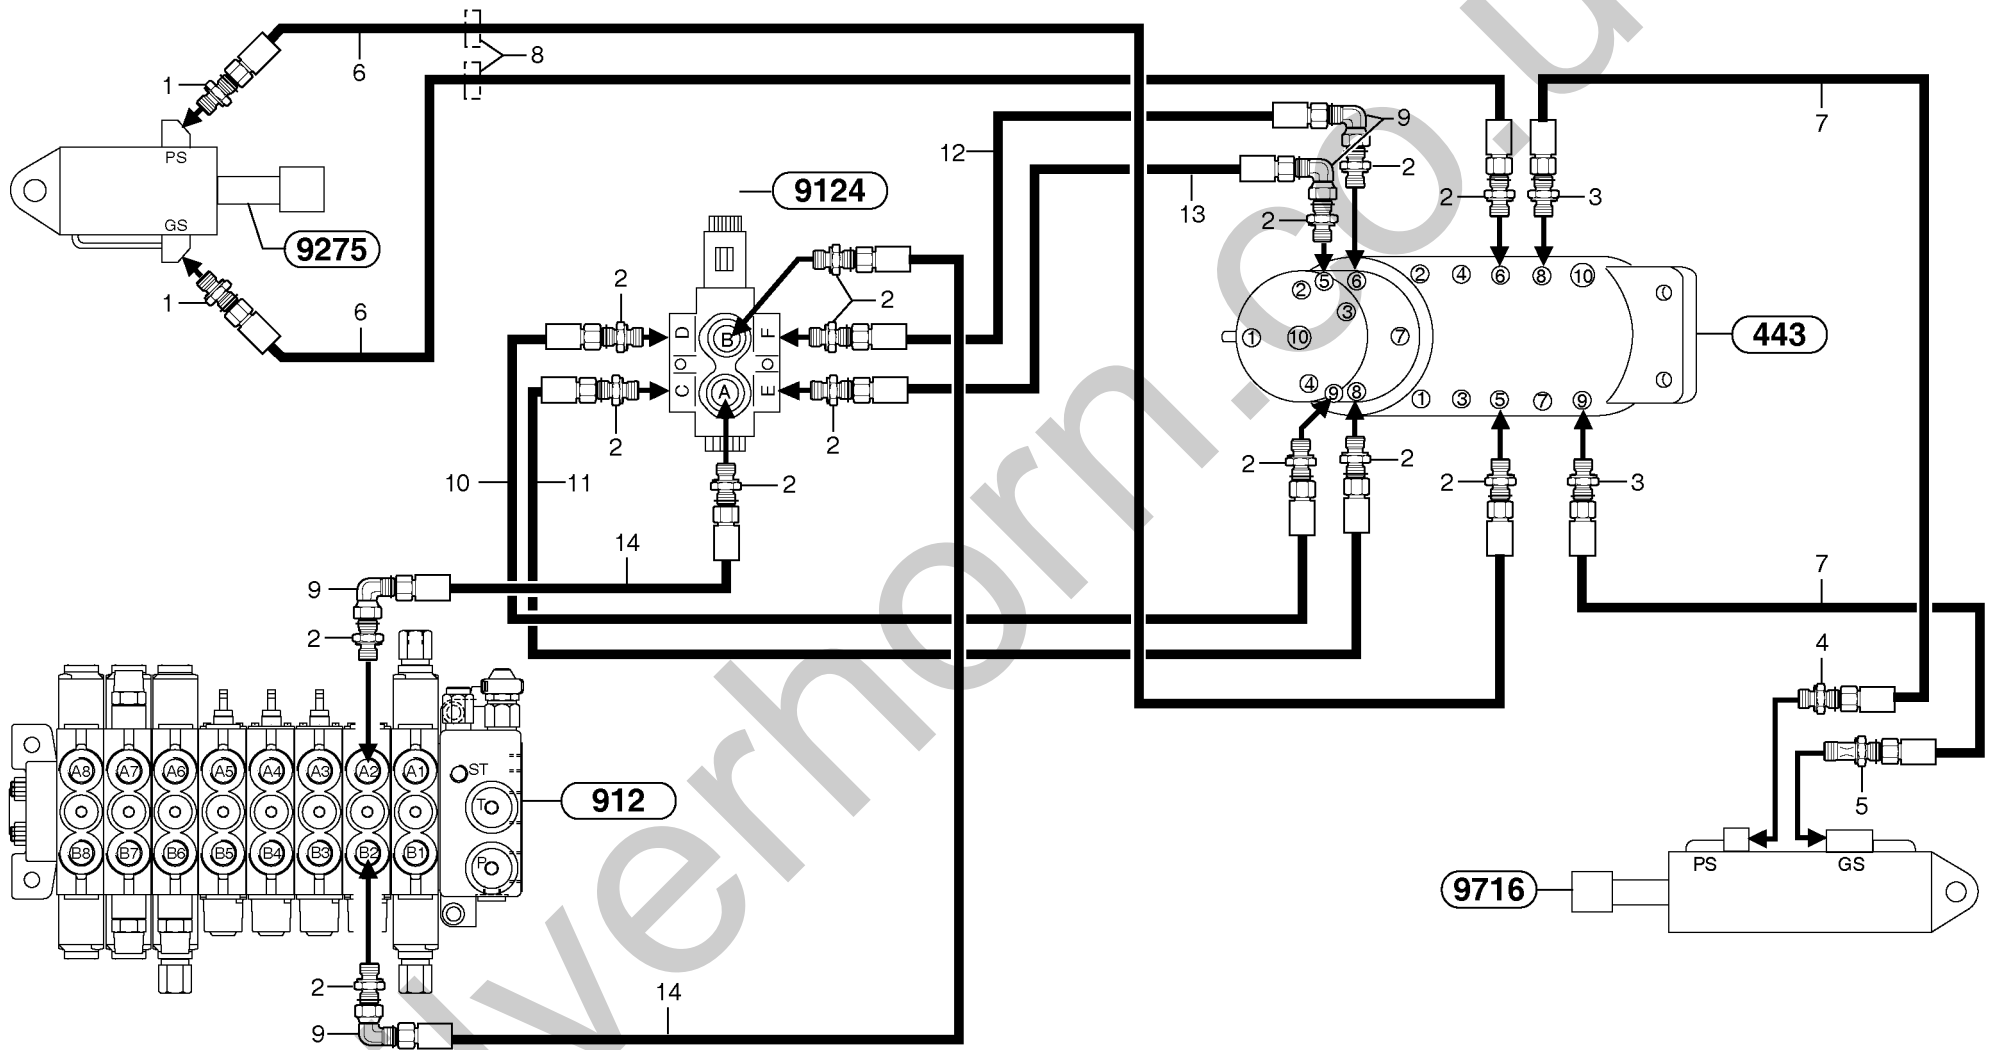 6
8
1
PS
GS
9275
1
6
9124
12
13
9
2
2
2
3
7
2
2
D
B
F
C
A
E
2
2
2
10
11
14
2 5 6
3
1 10 7
4 9 8
2 4 6 8 10
1 3 5 7 9
443
2
2
2
3
7
9
2
4
5
A8 A7 A6 A5 A4 A3 A2 A1
ST
T
P
912
B8 B7 B6 B5 B4 B3 B2 B1
2
9
14
PS GS
9716
lverhorn.co.u